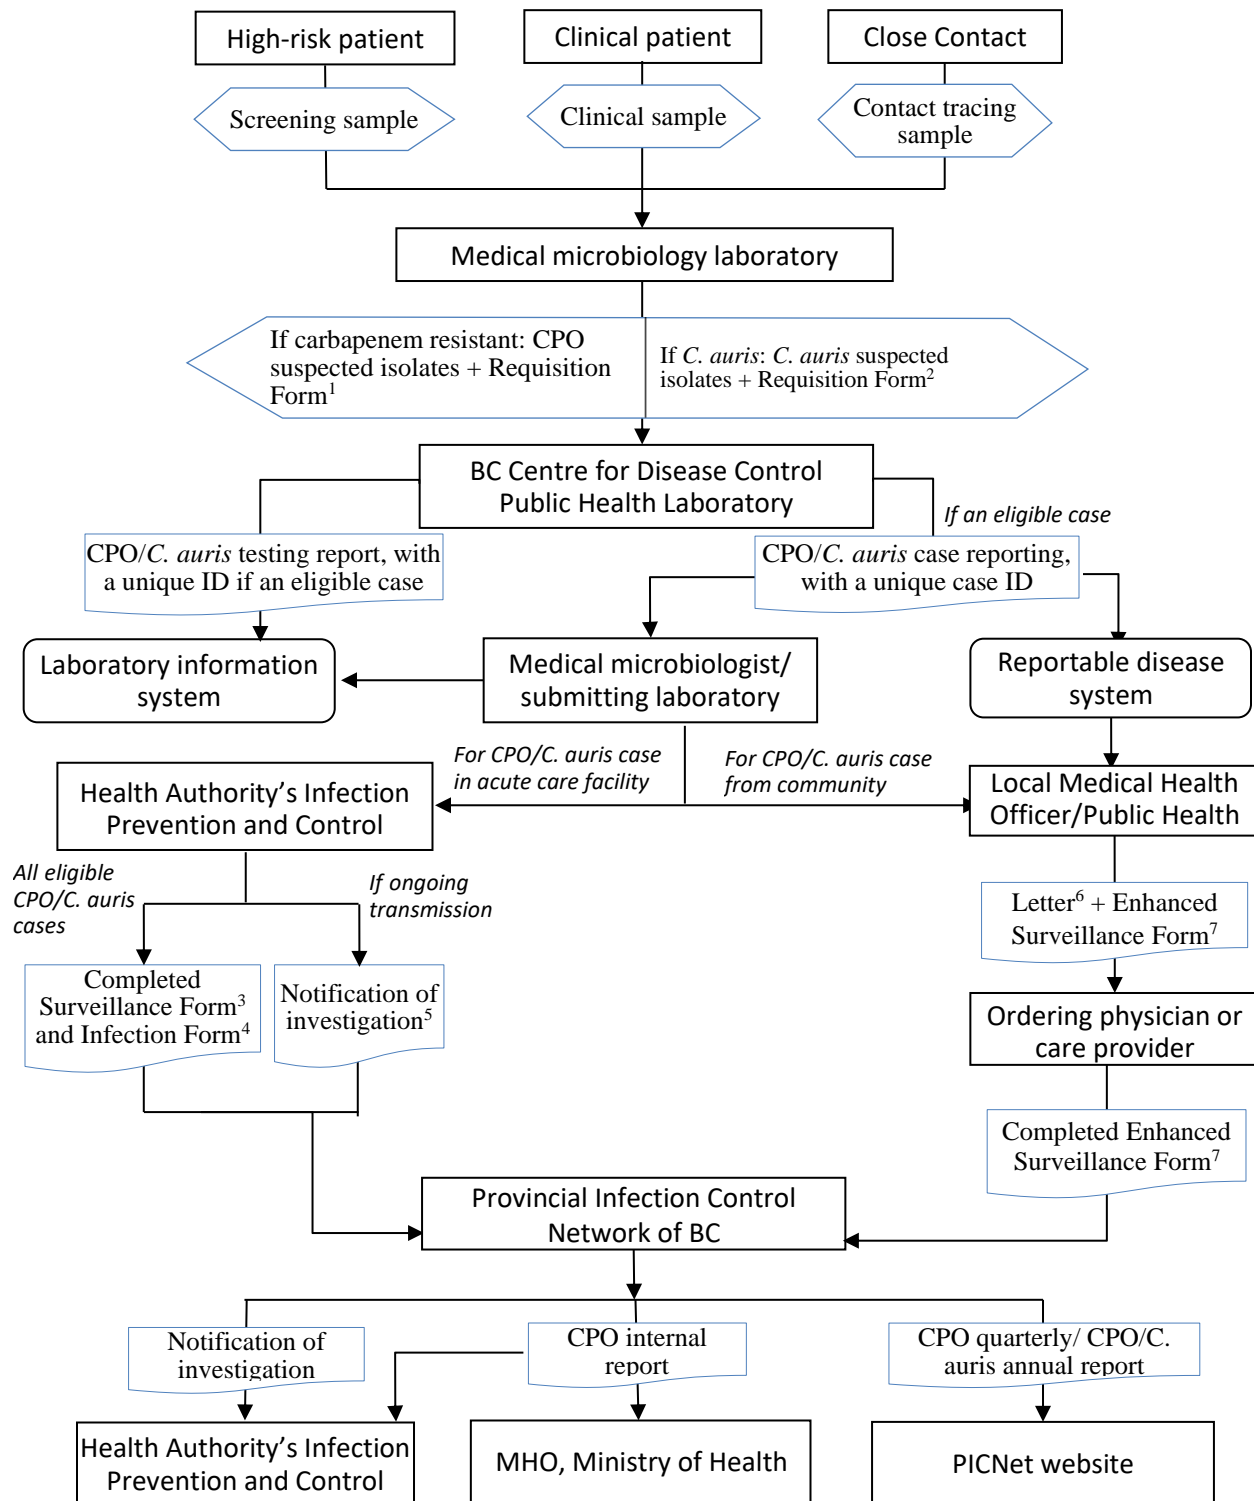 High-risk patient
Clinical patient
Close Contact
Screening sample
Clinical sample
Contact tracing
sample
Medical microbiology laboratory
If carbapenem resistant: CPO
suspected isolates + Requisition
Form1
If C. auris: C. auris suspected
isolates + Requisition Form2
BC Centre for Disease Control
Public Health Laboratory
If an eligible case
CPO/C. auris testing report, with
a unique ID if an eligible case
CPO/C. auris case reporting,
with a unique case ID
Laboratory information
system
Medical microbiologist/
submitting laboratory
Reportable disease
system
For CPO/C. auris case
in acute care facility
For CPO/C. auris case
from community
Health Authority's Infection
Prevention and Control
Local Medical Health
Officer/Public Health
All eligible
CPO/C. auris
cases
If ongoing
transmission
Letter6 + Enhanced
Surveillance Form7
Completed
Surveillance Form3
and Infection Form4
Notification of
investigation5
Ordering physician or
care provider
Completed Enhanced
Surveillance Form7
Provincial Infection Control
Network of BC
Notification of
investigation
CPO internal
report
CPO quarterly/ CPO/C.
auris annual report
Health Authority's Infection
Prevention and Control
MHO, Ministry of Health
PICNet website